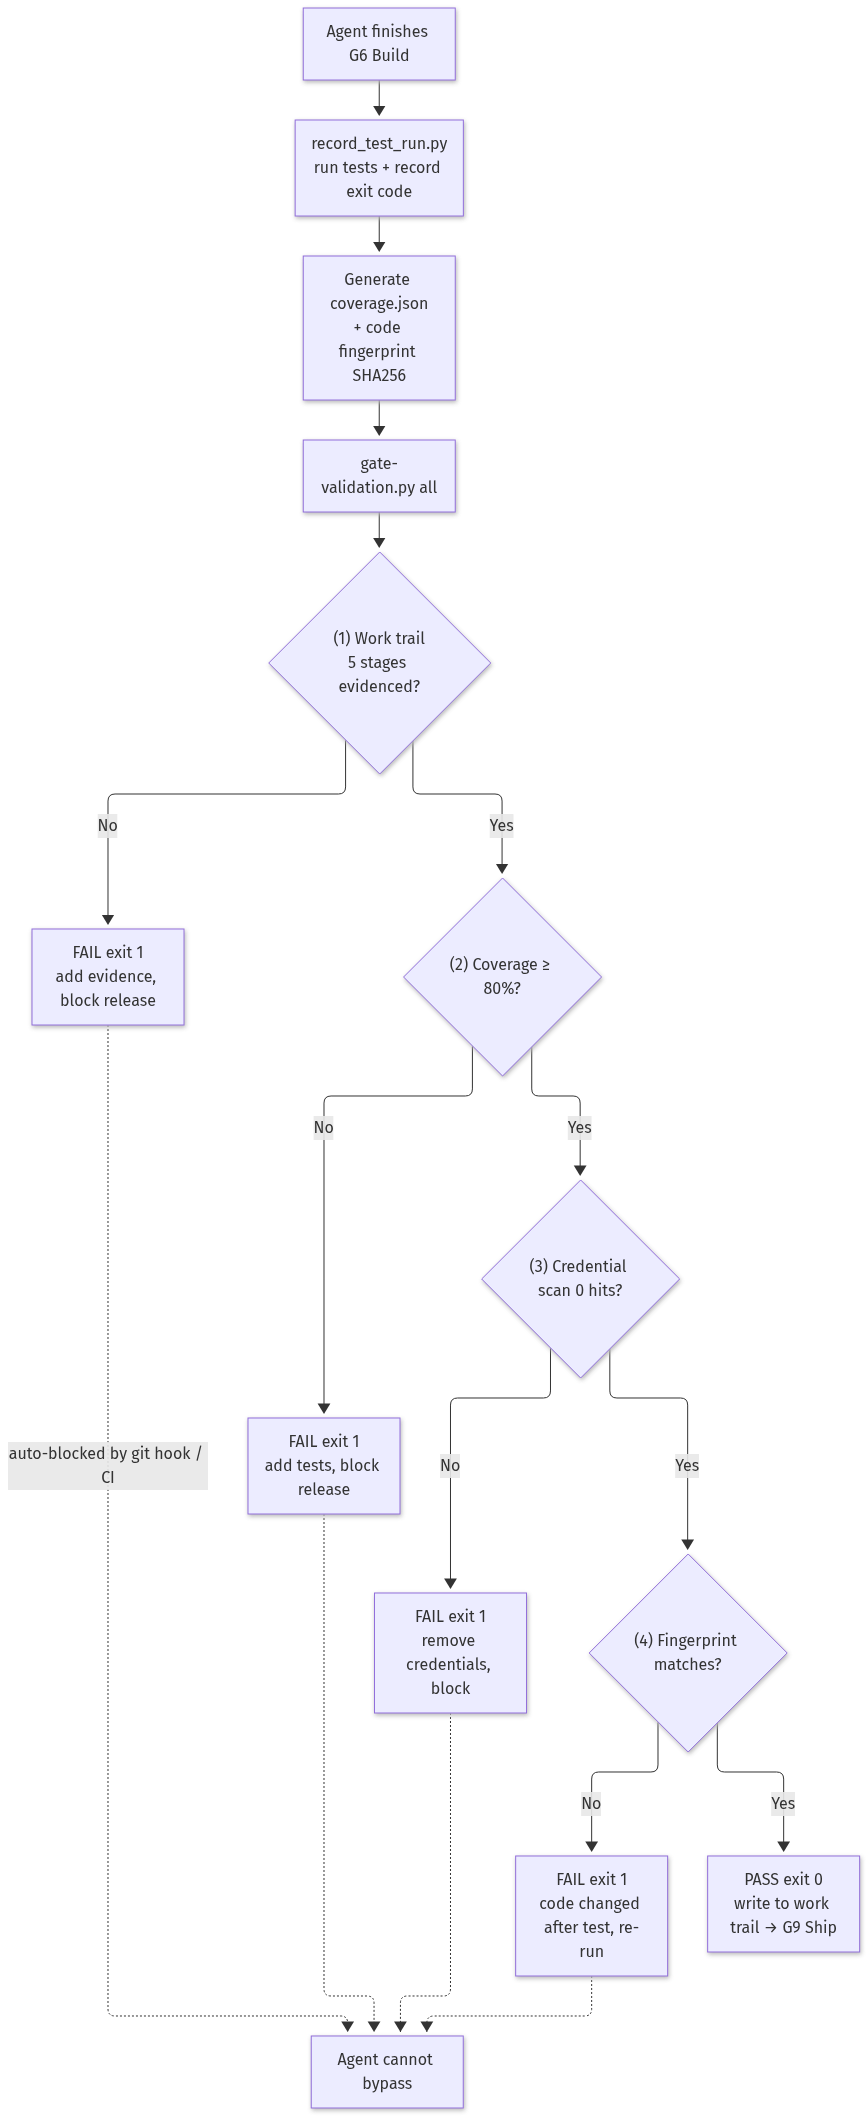 Agent finishes
G6 Build
record_test_run.py
run tests + record
exit code
Generate
coverage.json
+ code
fingerprint
SHA256
gate-
validation.py all
(1) Work trail
5 stages
evidenced?
No
Yes
FAIL exit 1
add evidence,
block release
(2) Coverage ≥
80%?
No
Yes
(3) Credential
scan 0 hits?
auto-blocked by git hook /
CI
FAIL exit 1
add tests, block
release
No
Yes
FAIL exit 1
remove
credentials,
block
(4) Fingerprint
matches?
No
Yes
FAIL exit 1
code changed
after test, re-
run
PASS exit 0
write to work
trail → G9 Ship
Agent cannot
bypass